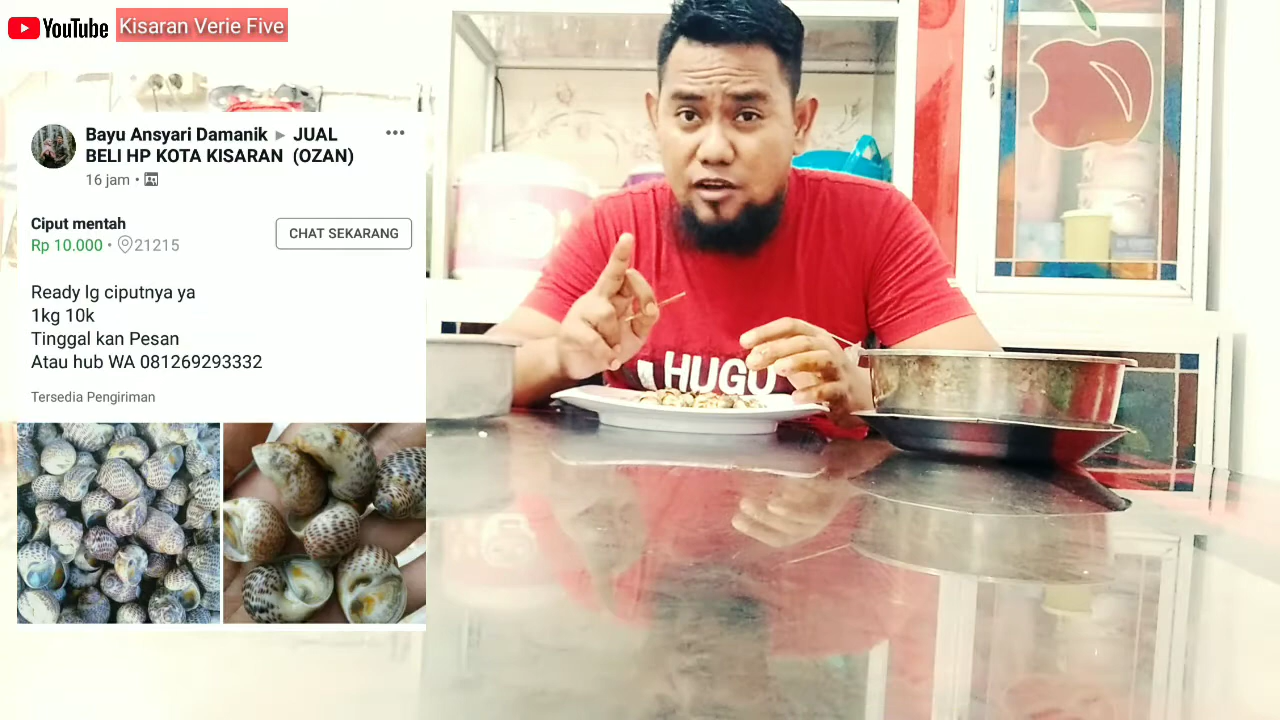 YouTube Kisaran Verie Five
Bayu Ansyari Damanik ▸ JUAL
BELI HP KOTA KISARAN (OZAN)
16 jam •
Ciput mentah
Rp 10.000 • 21215
CHAT SEKARANG
Ready lg ciputnya ya
1kg 10k
Tinggal kan Pesan
Atau hub WA 081269293332
Tersedia Pengiriman
HUGO